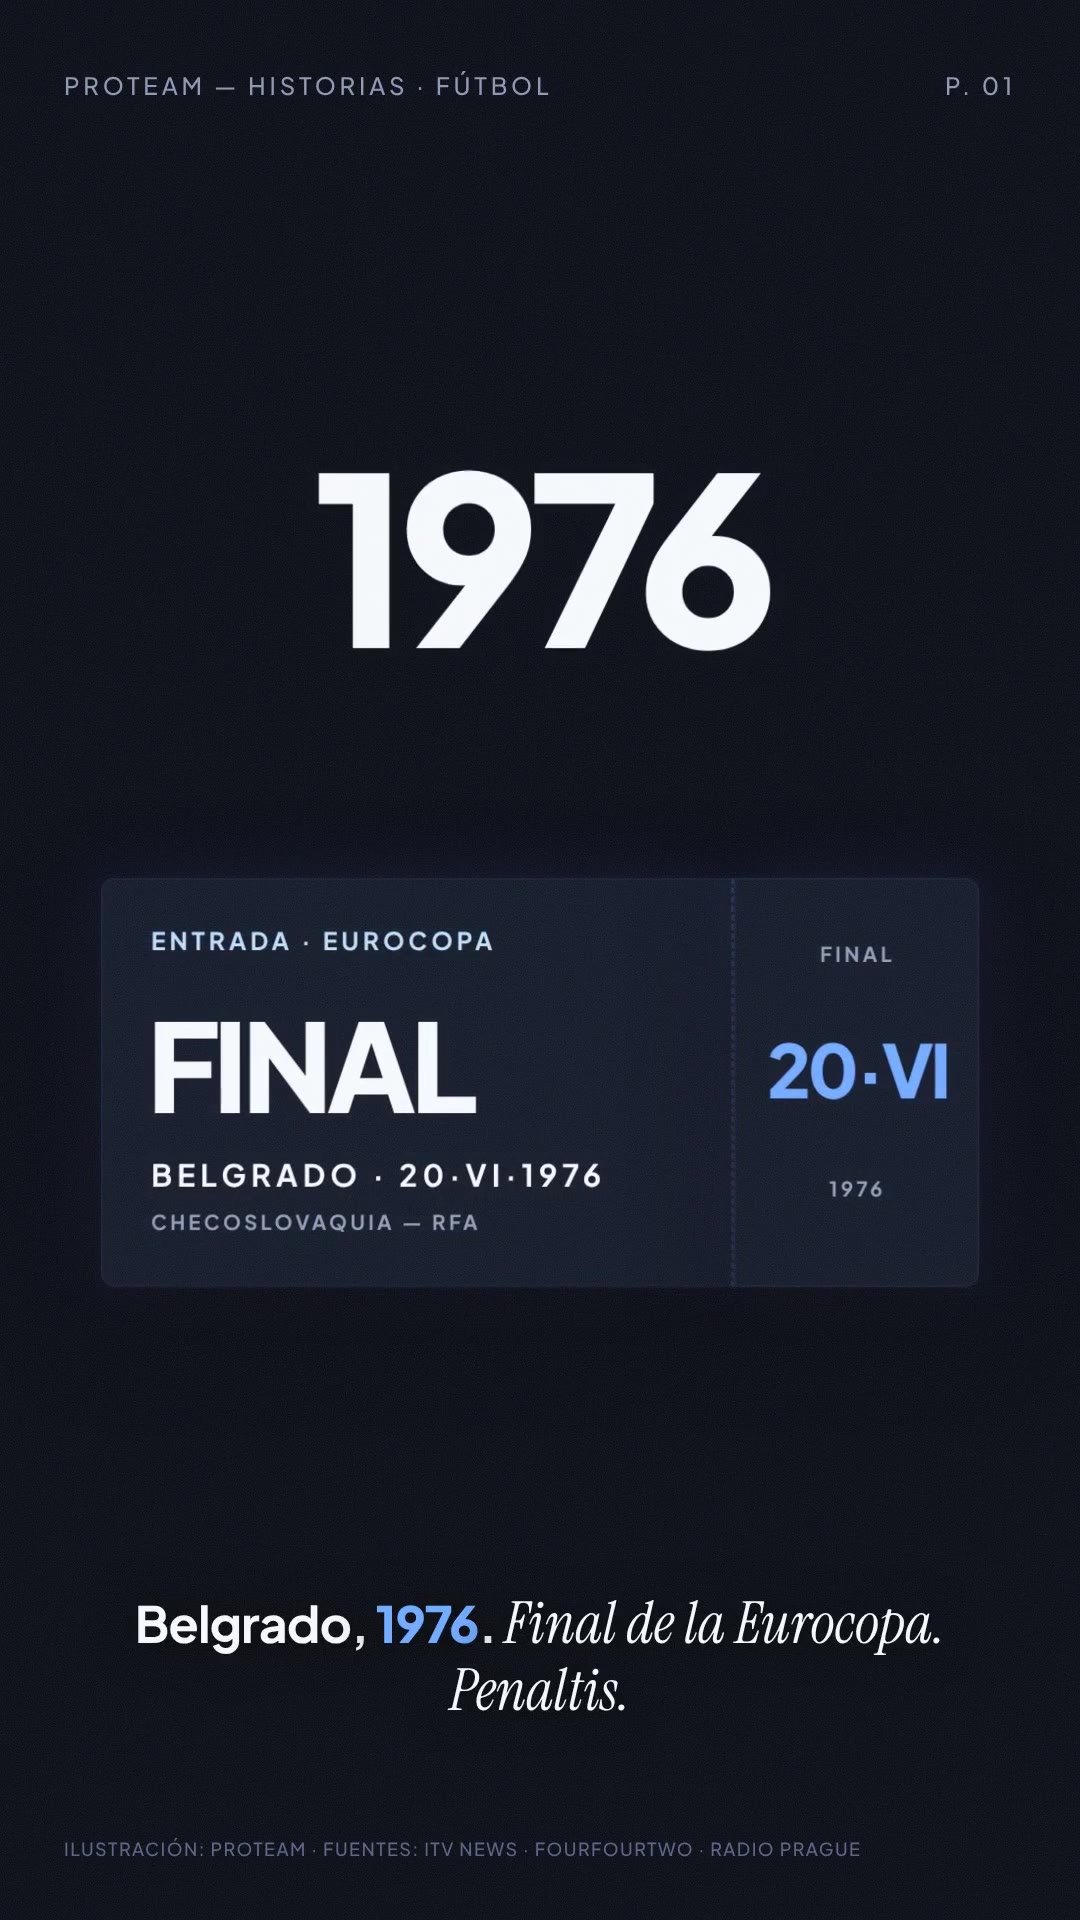 PROTEAM — HISTORIAS · FÚTBOL
P. 01
1976
ENTRADA · EUROCOPA
FINAL
BELGRADO · 20·VI·1976
CHECOSLOVAQUIA — RFA
FINAL
20·VI
1976
Belgrado, 1976. Final de la Eurocopa.
Penaltis.
ILUSTRACIÓN: PROTEAM · FUENTES: ITV NEWS · FOURFOURTWO · RADIO PRAGUE